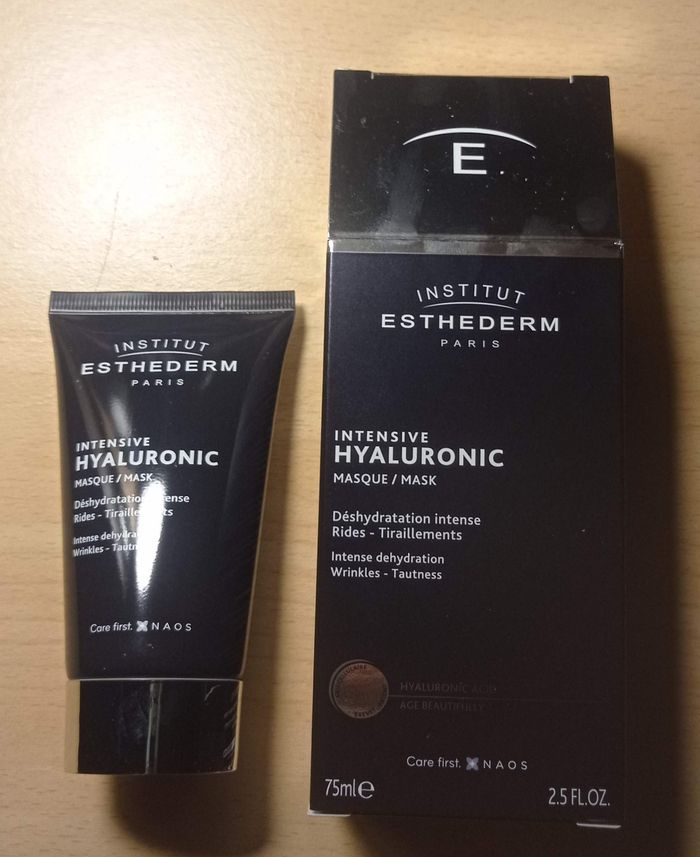 INSTITUT
ESTHEDERM
PARIS
INTENSIVE
HYALURONIC
MASQUE / MASK
Rides -
Intense
Wrinkles -
Care first. NAOS
E
INSTITUT
ESTHEDERM
PARIS
INTENSIVE
HYALURONIC
MASQUE / MASK
Déshydratation intense
Rides - Tiraillements
Intense dehydration
Wrinkles - Tautness
HYALURONIC ACID
AGE BEAUTIFULLY
Care first. NAOS
75ml e
2.5 FL.OZ.